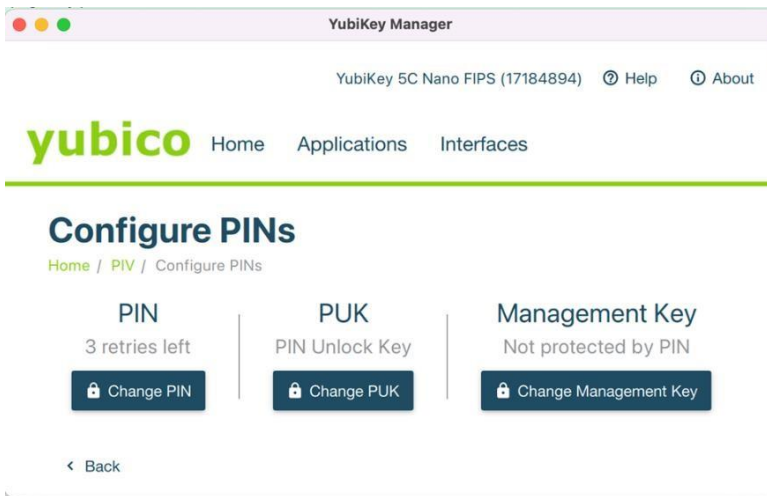 YubiKey Manager
YubiKey 5C Nano FIPS (17184894) Help About
yubico Home Applications Interfaces
Configure PINs
Home / PIV / Configure PINs
PIN PUK Management Key
3 retries left PIN Unlock Key Not protected by PIN
Change PIN Change PUK Change Management Key
Back